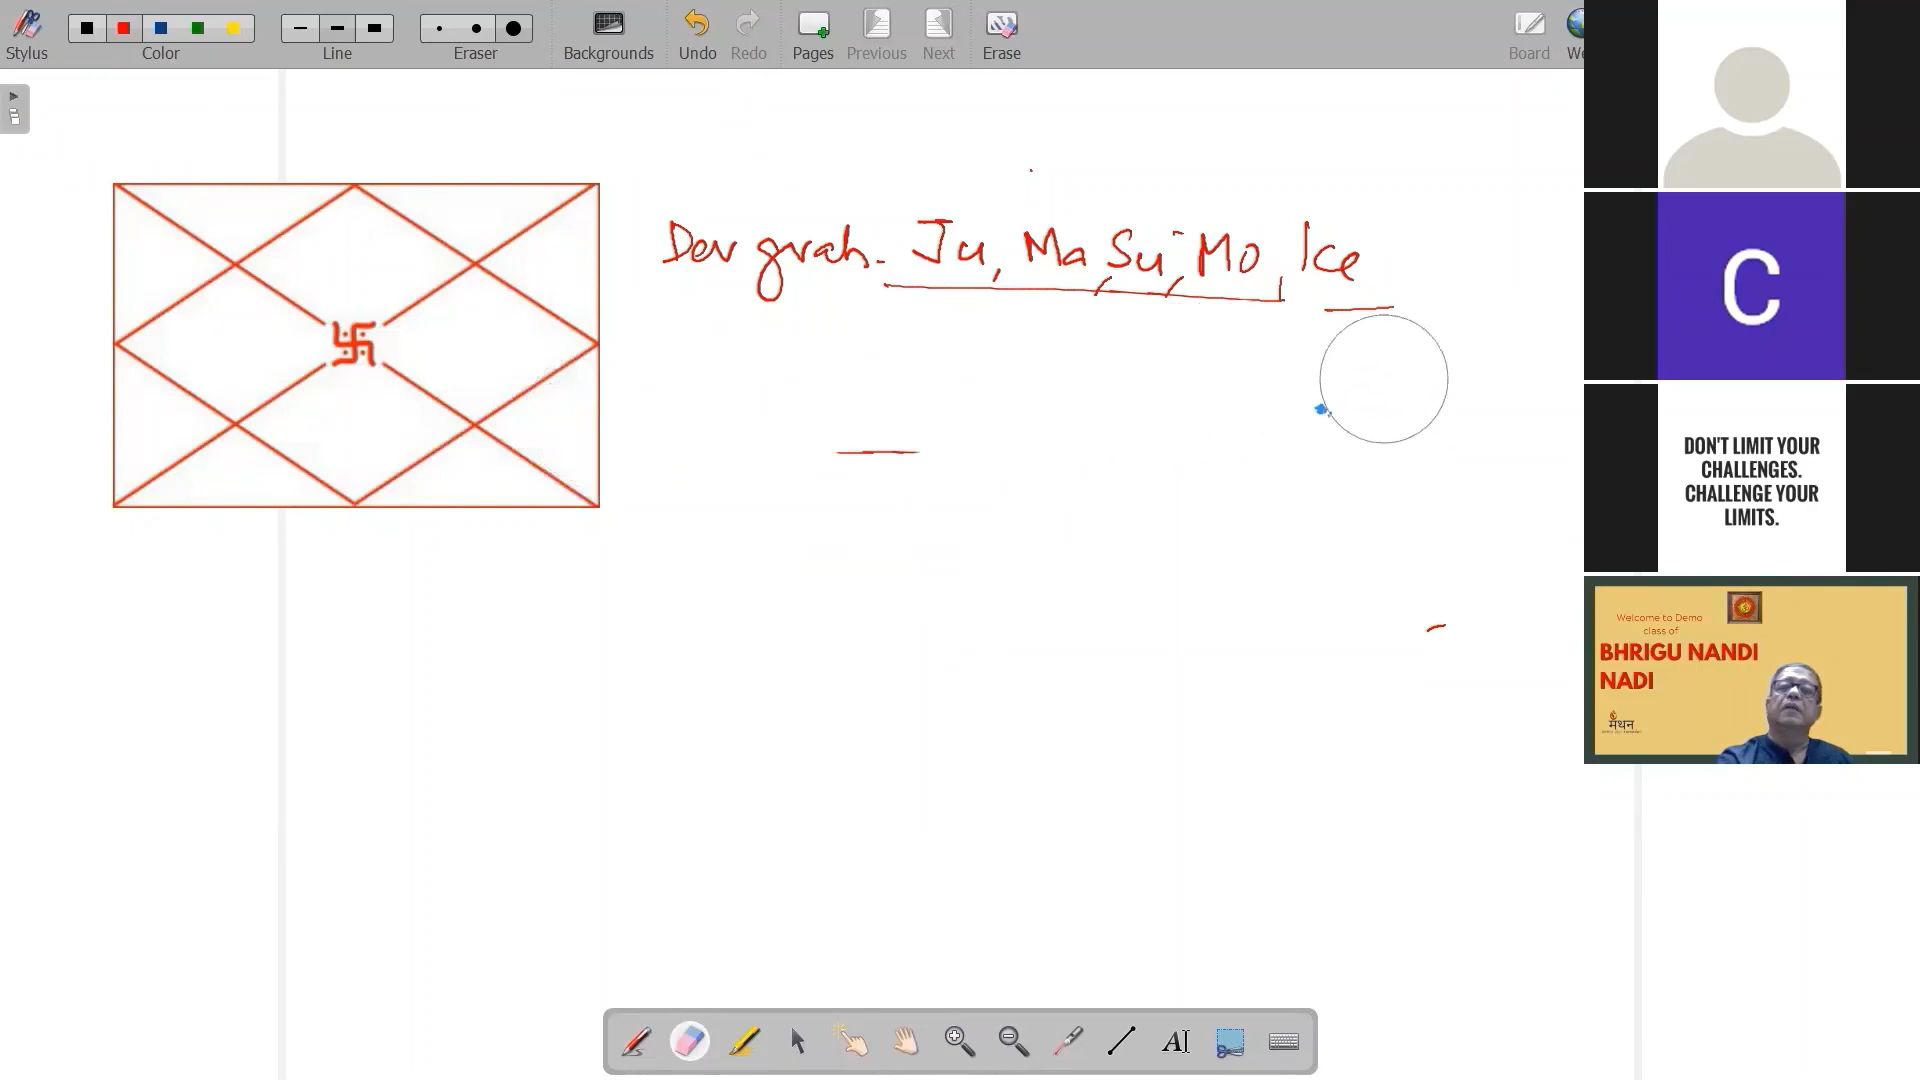 Stylus
Color
Line
Eraser
Backgrounds
Undo
Redo
Pages
Previous
Next
Erase
Board
Dev grah - Ju, Ma, Su, Mo, Ke
C
DON'T LIMIT YOUR
CHALLENGES.
CHALLENGE YOUR
LIMITS.
Welcome to Demo
class of
BHRIGU NANDI
NADI
मंथन